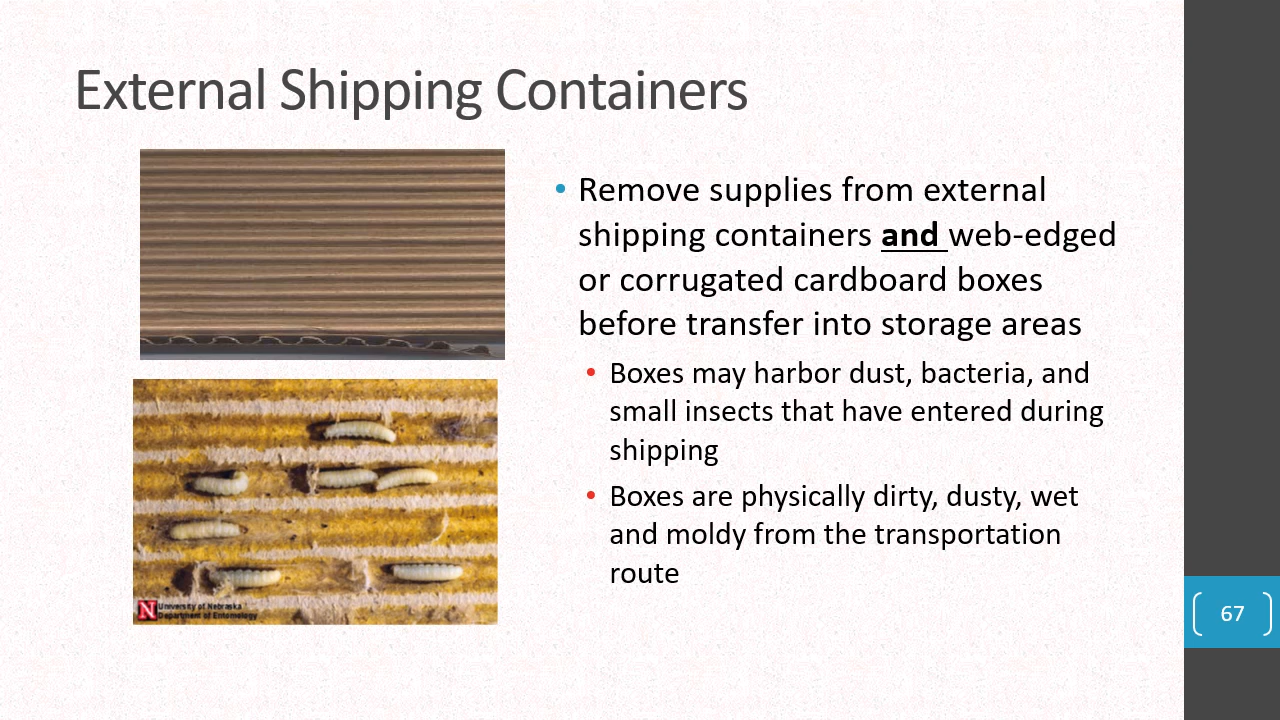 External Shipping Containers
• Remove supplies from external
shipping containers and web-edged
or corrugated cardboard boxes
before transfer into storage areas
• Boxes may harbor dust, bacteria, and
small insects that have entered during
shipping
• Boxes are physically dirty, dusty, wet
and moldy from the transportation
route
N University of Nebraska
Department of Entomology
67